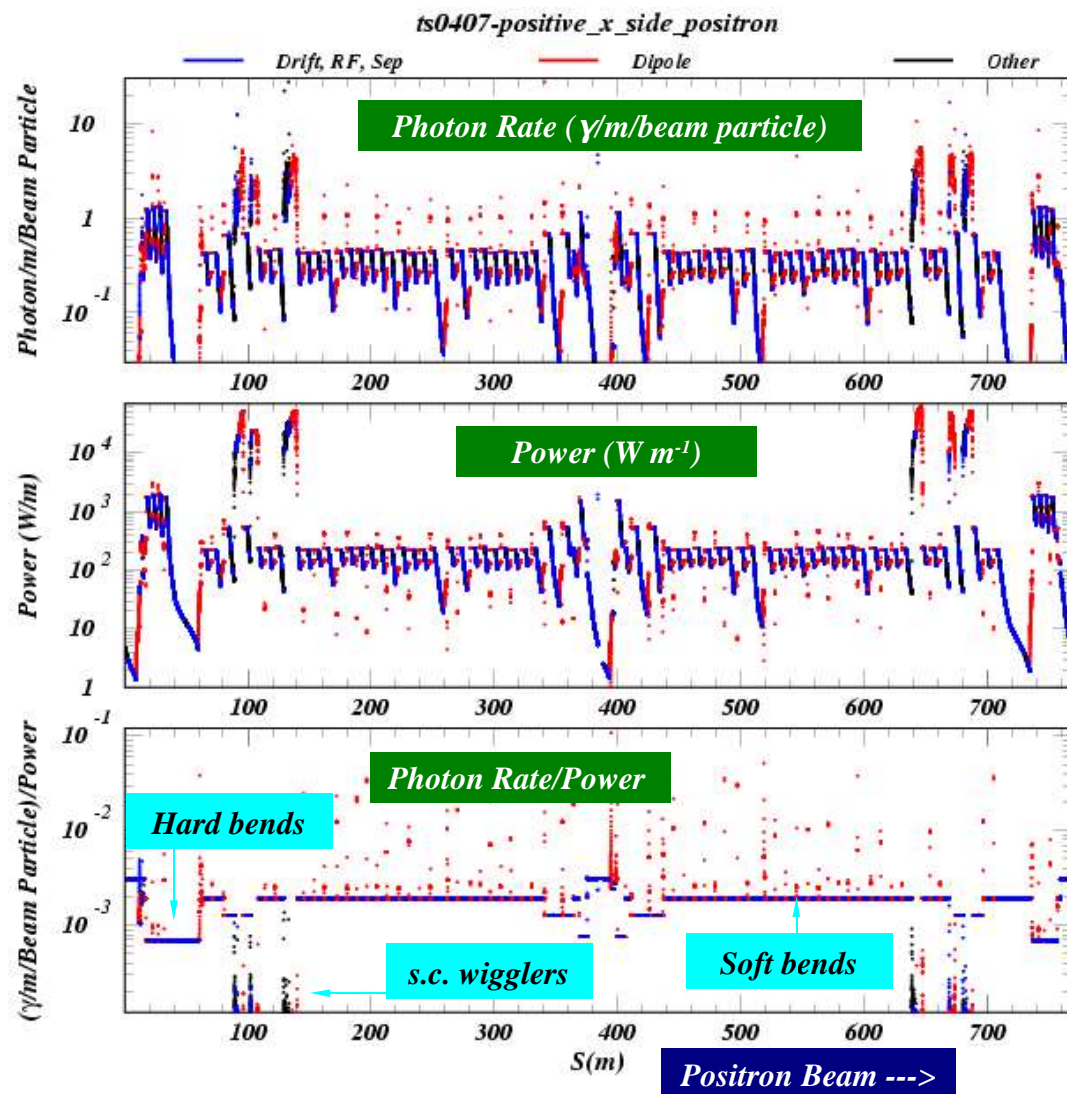 ts0407-positive_x_side_positron
Drift, RF, Sep Dipole Other
Photon/m/Beam Particle
Photon Rate (γ/m/beam particle)
10
1
10⁻¹
100 200 300 400 500 600 700
Power (W/m)
Power (W m⁻¹)
10⁴
10³
10²
10
1
100 200 300 400 500 600 700
(γ/m/Beam Particle)/Power
10⁻¹
Photon Rate/Power
Hard bends
10⁻²
10⁻³
s.c. wigglers
Soft bends
100 200 300 400 500 600 700
S(m)
Positron Beam --->